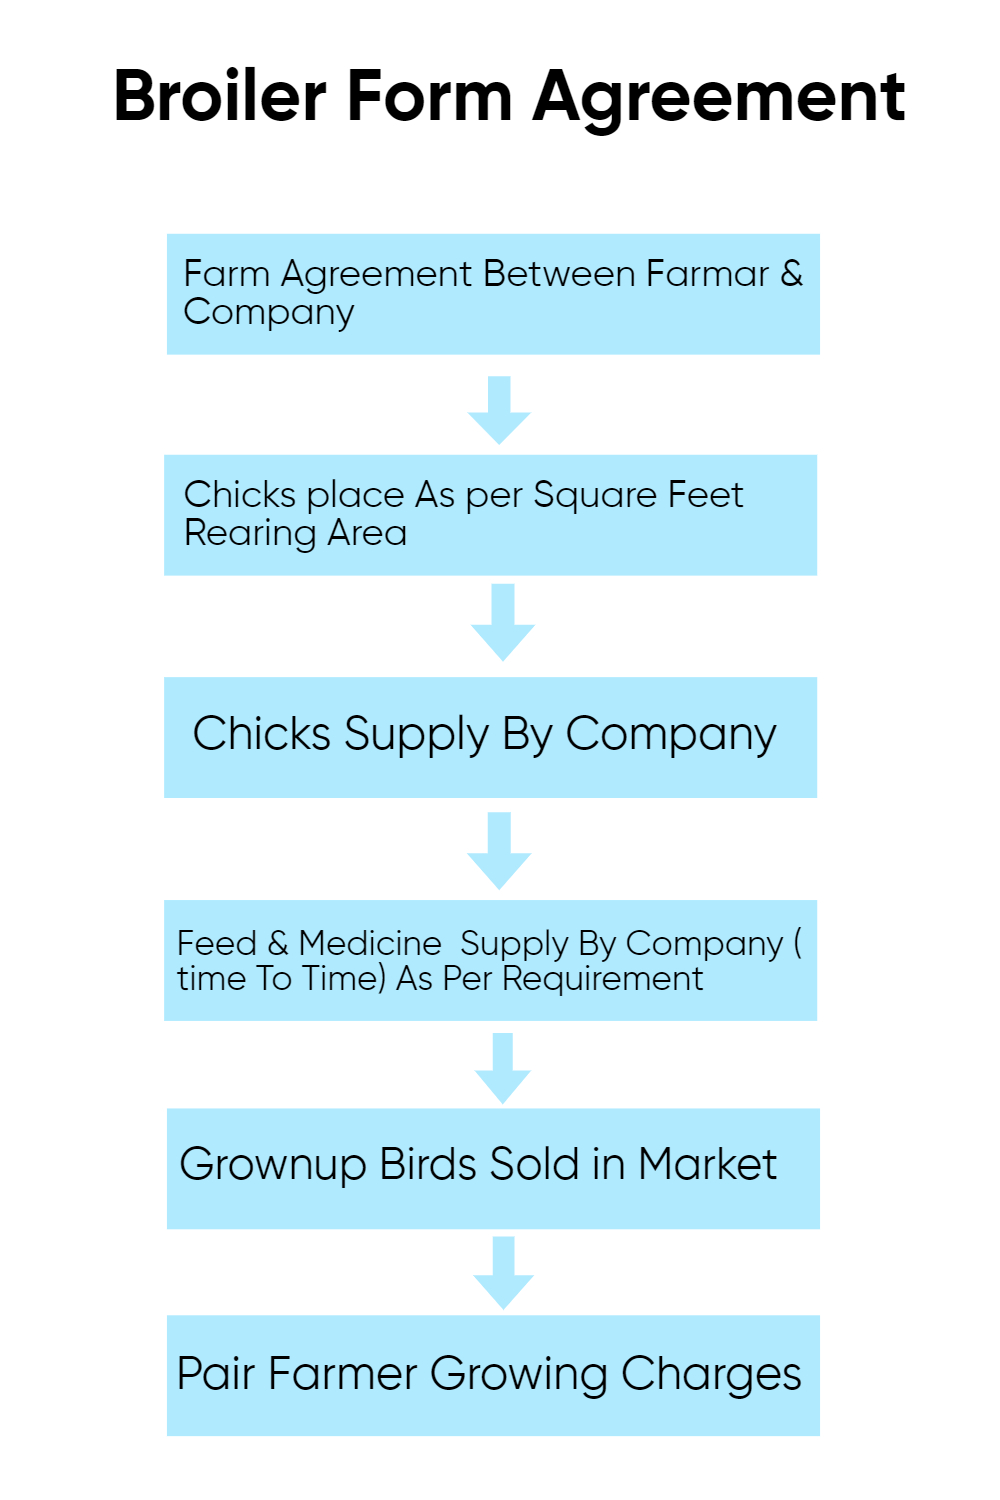 Broiler Form Agreement
Farm Agreement Between Farmar &
Company
Chicks place As per Square Feet
Rearing Area
Chicks Supply By Company
Feed & Medicine  Supply By Company (
time To Time) As Per Requirement
Grownup Birds Sold in Market
Pair Farmer Growing Charges